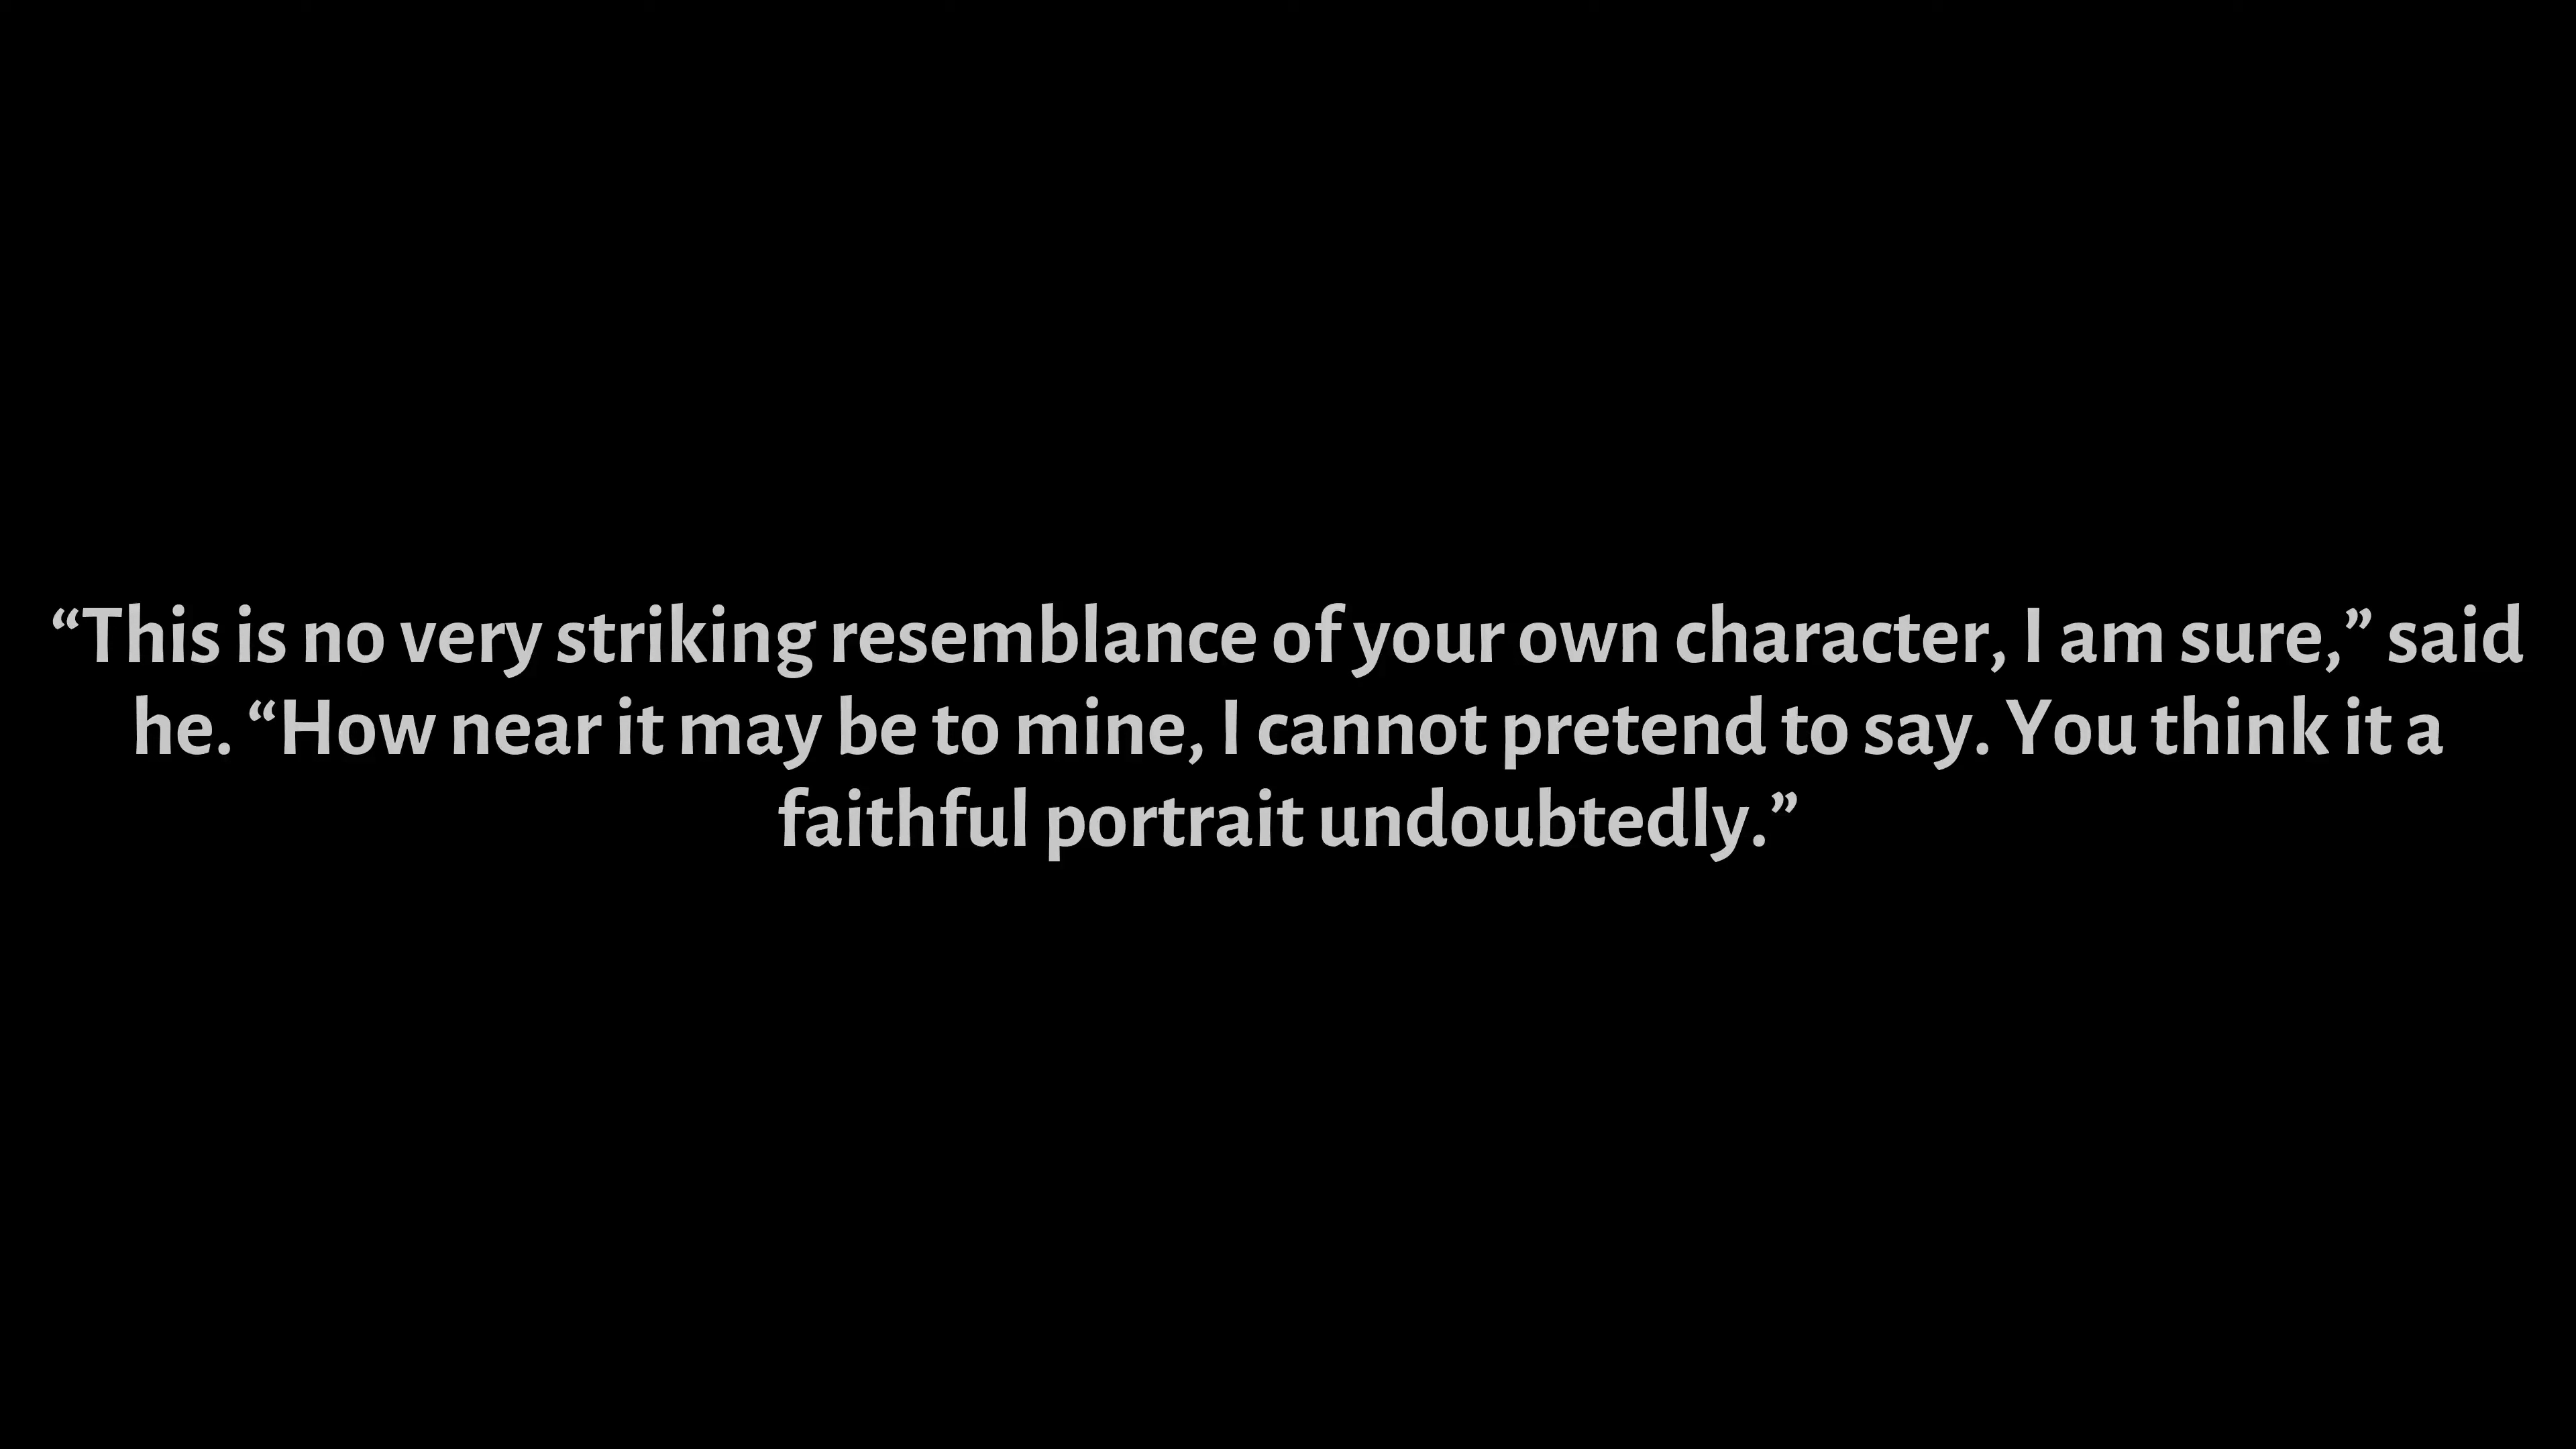 “This is no very striking resemblance of your own character, I am sure,” said
he. “How near it may be to mine, I cannot pretend to say. You think it a
faithful portrait undoubtedly.”